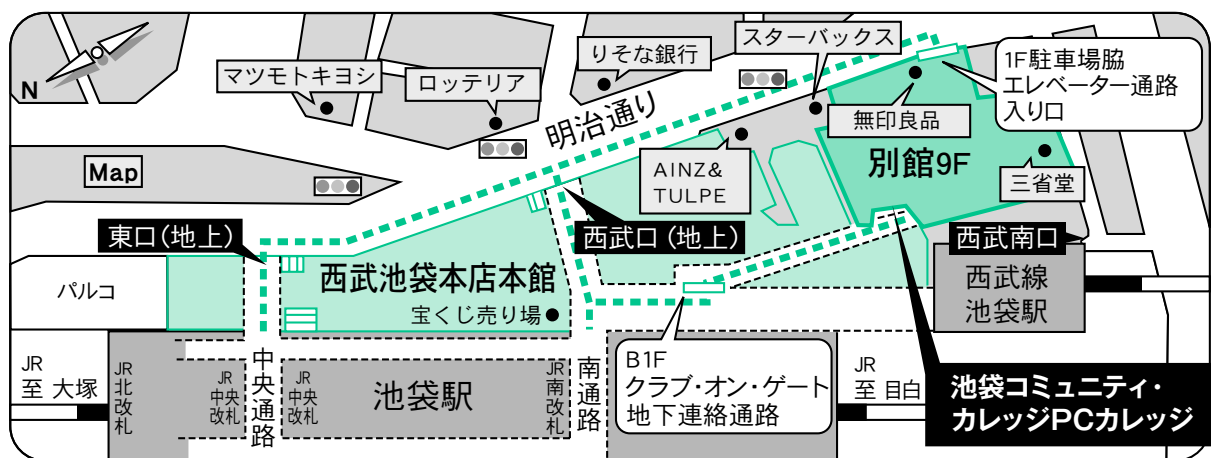 N
マツモトキヨシ
ロッテリア
りそな銀行
スターバックス
1F駐車場脇
エレベーター通路
入り口
明治通り
無印良品
Map
AINZ&
TULPE
別館9F
三省堂
東口(地上)
西武口(地上)
西武南口
パルコ
西武池袋本店本館
宝くじ売り場
西武線
池袋駅
JR
至 大塚
JR
北改札
JR
中央
改札
中央通路
JR
中央
改札
池袋駅
JR
南改札
南通路
B1F
クラブ・オン・ゲート
地下連絡通路
JR
至 目白
池袋コミュニティ・
カレッジPCカレッジ